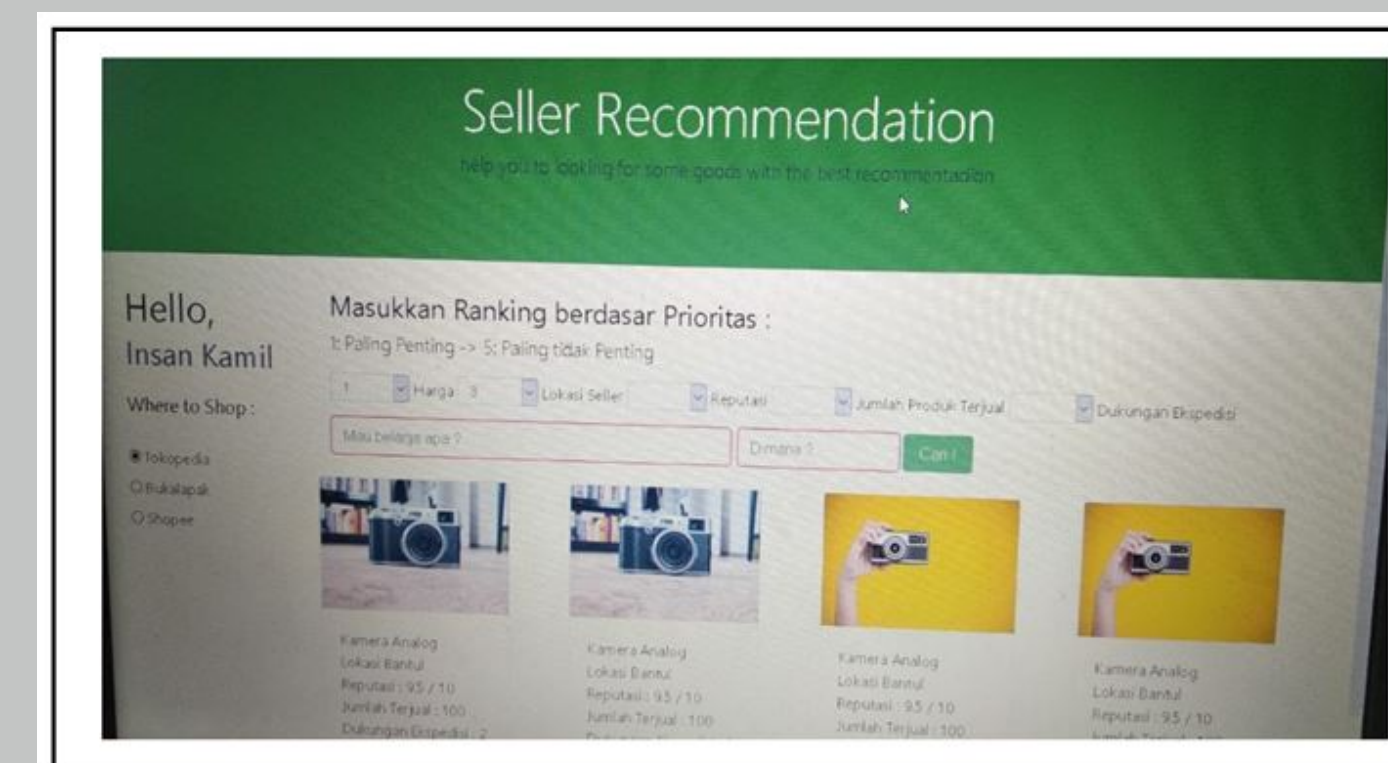 Seller Recommendation
help you to looking for some goods with the best recommentadion
Hello,
Insan Kamil
Where to Shop :
Tokopedia
Bukalapak
Shopee
Masukkan Ranking berdasar Prioritas :
1: Paling Penting -> 5: Paling tidak Penting
1 Harga 3 Lokasi Seller Reputasi Jumlah Produk Terjual Dukungan Ekspedisi
Mau belanja apa ? Dimana ? Cari !
Kamera Analog
Lokasi Bantul
Reputasi : 9.5 / 10
Jumlah Terjual : 100
Dukungan Ekspedisi : 2
Kamera Analog
Lokasi Bantul
Reputasi : 9.5 / 10
Jumlah Terjual : 100
Kamera Analog
Lokasi Bantul
Reputasi : 9.5 / 10
Jumlah Terjual : 100
Kamera Analog
Lokasi Bantul
Reputasi : 9.5 / 10